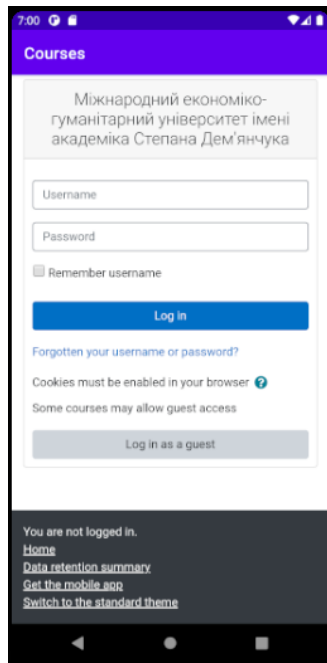 7:00
Courses
Міжнародний економіко-
гуманітарний університет імені
академіка Степана Дем'янчука
Username
Password
Remember username
Log in
Forgotten your username or password?
Cookies must be enabled in your browser ?
Some courses may allow guest access
Log in as a guest
You are not logged in.
Home
Data retention summary
Get the mobile app
Switch to the standard theme